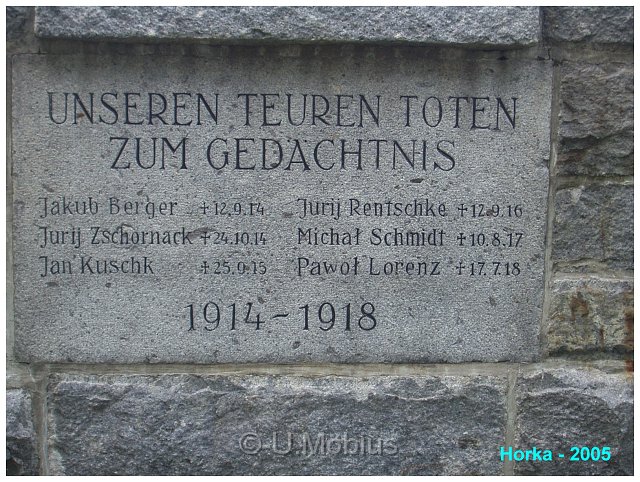 UNSEREN TEUREN TOTEN
ZUM GEDACHTNIS
Jakub Berger +12.9.14
Jurij Zschornack +24.10.14
Jan Kuschk +25.9.15
Jurij Rentschke +12.9.16
Michał Schmidt +10.8.17
Pawoł Lorenz +17.7.18
1914 - 1918
© U.Möbius
Horka - 2005